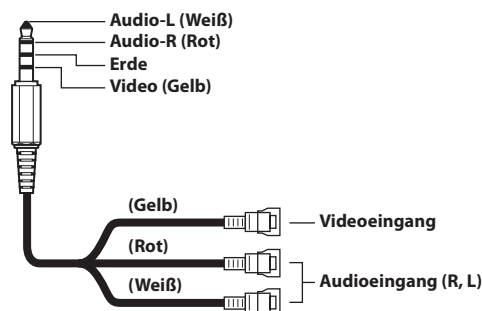 Audio-L (Weiß)
Audio-R (Rot)
Erde
Video (Gelb)
(Gelb)
Videoeingang
(Rot)
Audioeingang (R, L)
(Weiß)